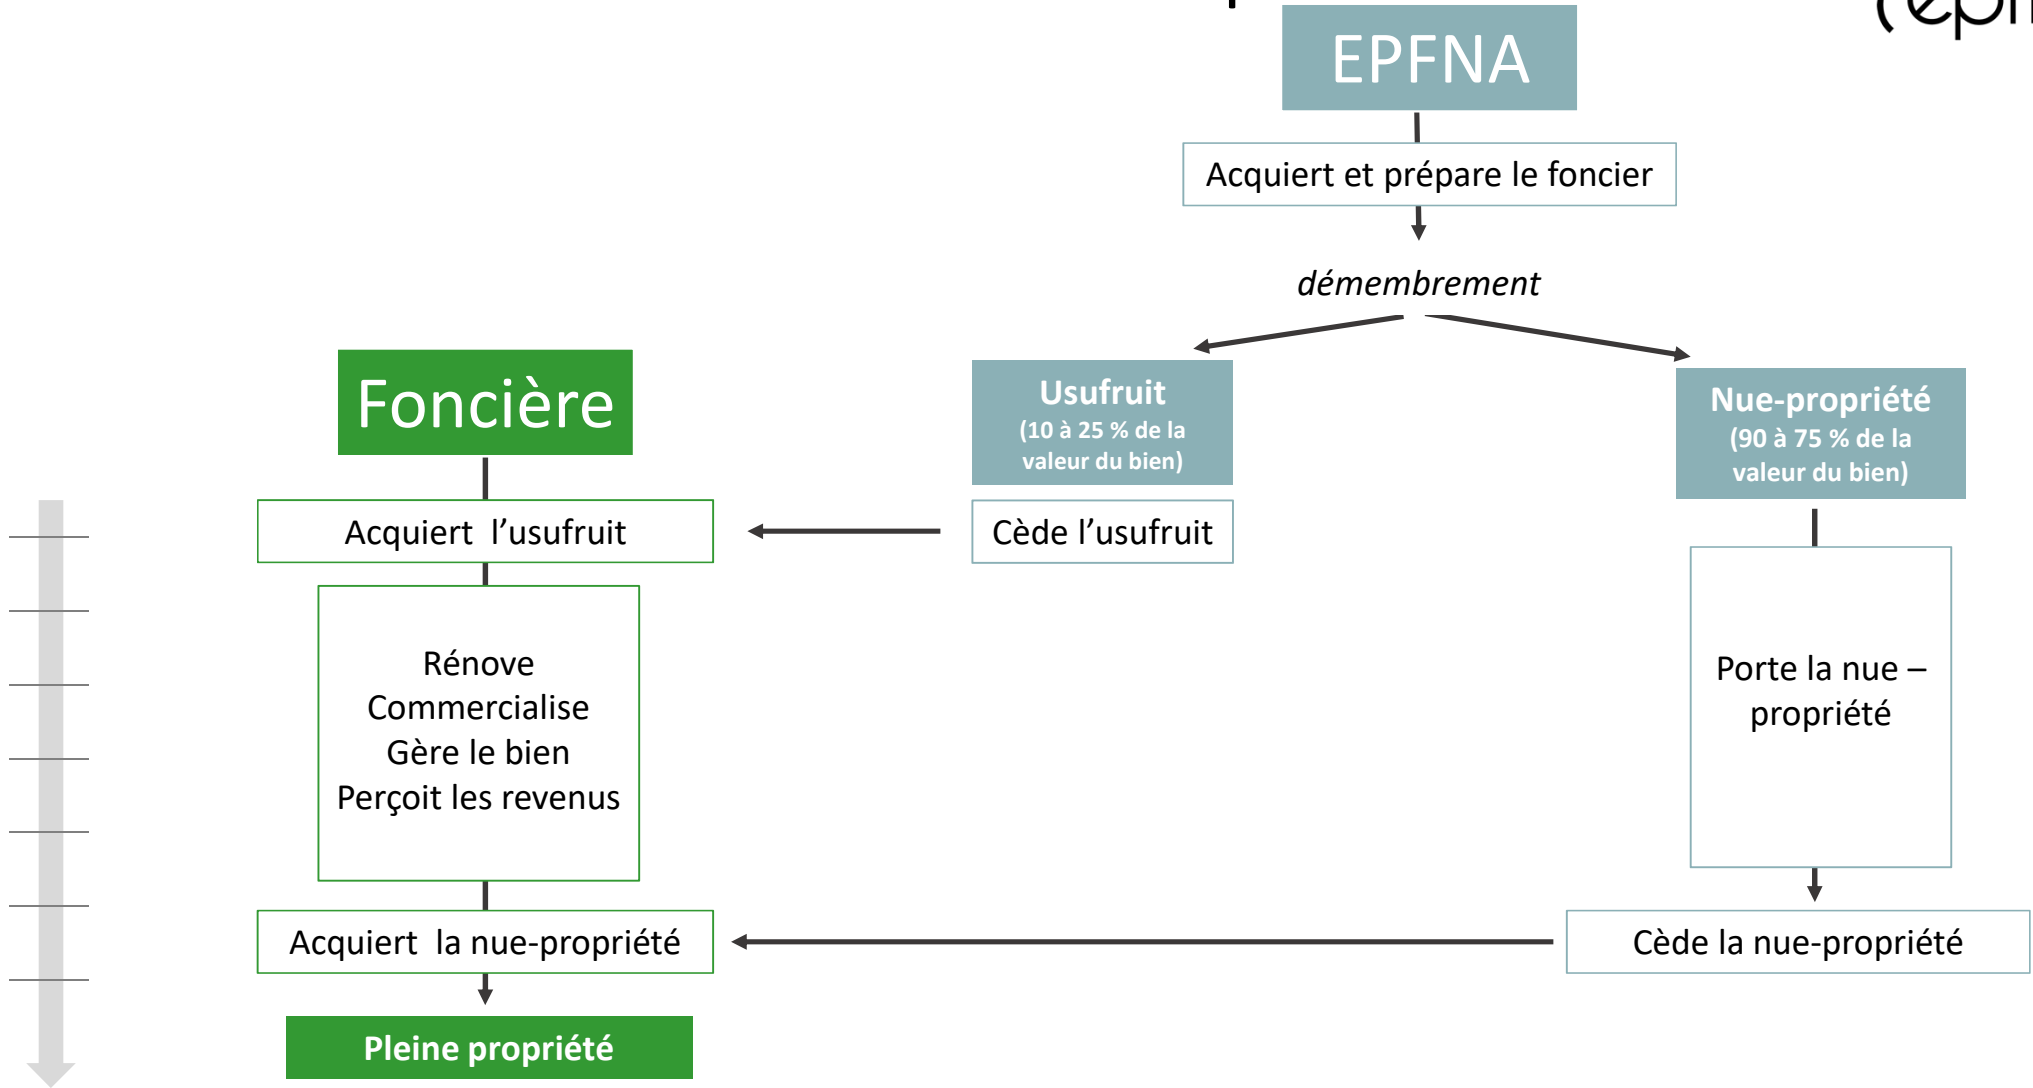 EPFNA
Acquiert et prépare le foncier
démembrement
Foncière
Usufruit
(10 à 25 % de la
valeur du bien)
Nue-propriété
(90 à 75 % de la
valeur du bien)
Acquiert  l’usufruit
Cède l’usufruit
Rénove
Commercialise
Gère le bien
Perçoit les revenus
Porte la nue –
propriété
Acquiert  la nue-propriété
Cède la nue-propriété
Pleine propriété